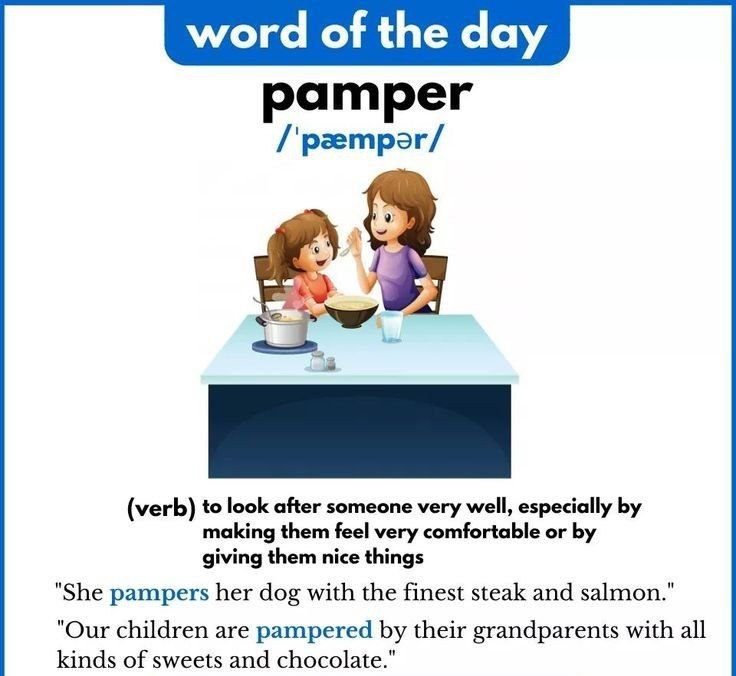 word of the day
pamper
/ˈpæmpər/
(verb) to look after someone very well, especially by
making them feel very comfortable or by
giving them nice things
"She pampers her dog with the finest steak and salmon."
"Our children are pampered by their grandparents with all
kinds of sweets and chocolate."